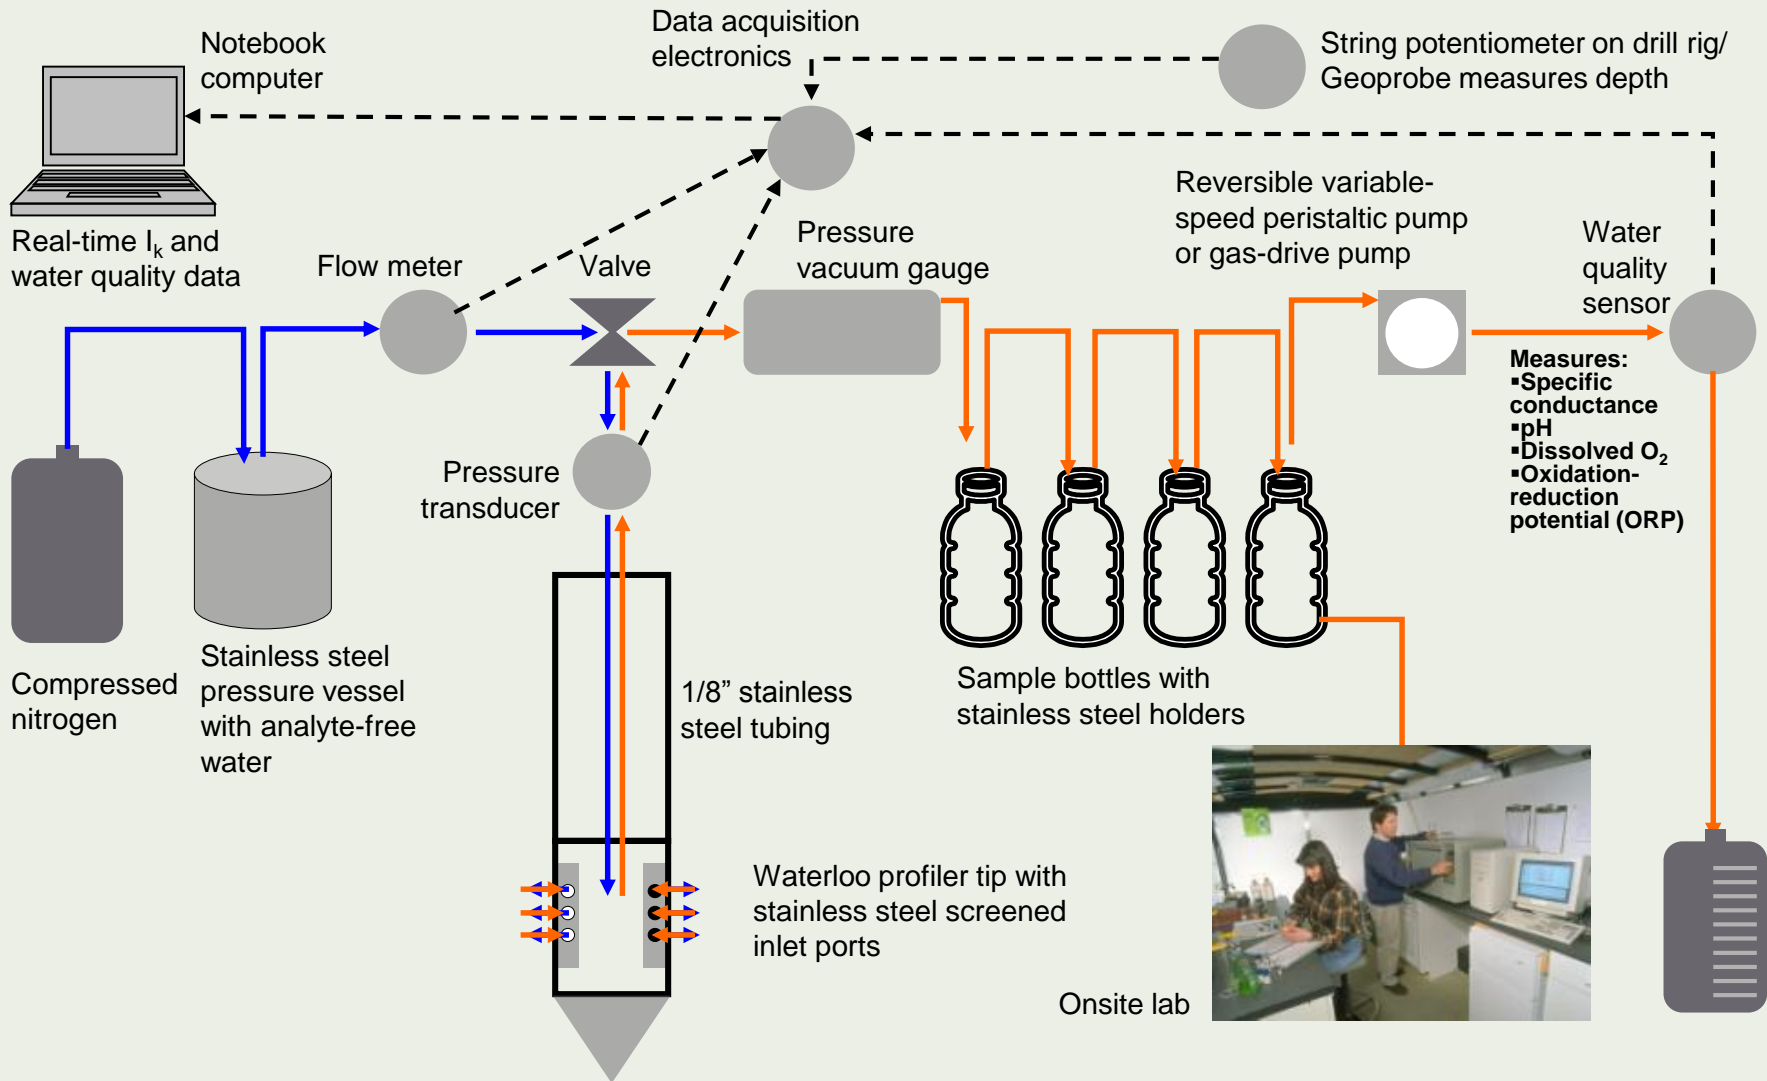 Notebook
computer
Data acquisition
electronics
String potentiometer on drill rig/
Geoprobe measures depth
Real-time Iₖ and
water quality data
Flow meter
Valve
Pressure
vacuum gauge
Reversible variable-
speed peristaltic pump
or gas-drive pump
Water
quality
sensor
Measures:
▪Specific
conductance
▪pH
▪Dissolved O₂
▪Oxidation-
reduction
potential (ORP)
Pressure
transducer
Compressed
nitrogen
Stainless steel
pressure vessel
with analyte-free
water
1/8” stainless
steel tubing
Sample bottles with
stainless steel holders
Waterloo profiler tip with
stainless steel screened
inlet ports
Onsite lab